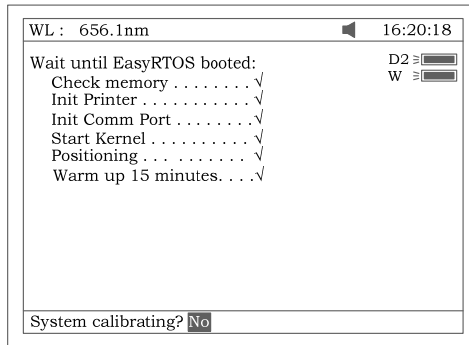 WL : 656.1nm 16:20:18
Wait until EasyRTOS booted: D2
Check memory . . . . . . . . √ W
Init Printer . . . . . . . . . . . √
Init Comm Port . . . . . . . . √
Start Kernel . . . . . . . . . . . √
Positioning . . . . . . . . . . . √
Warm up 15 minutes. . . . √
System calibrating? No